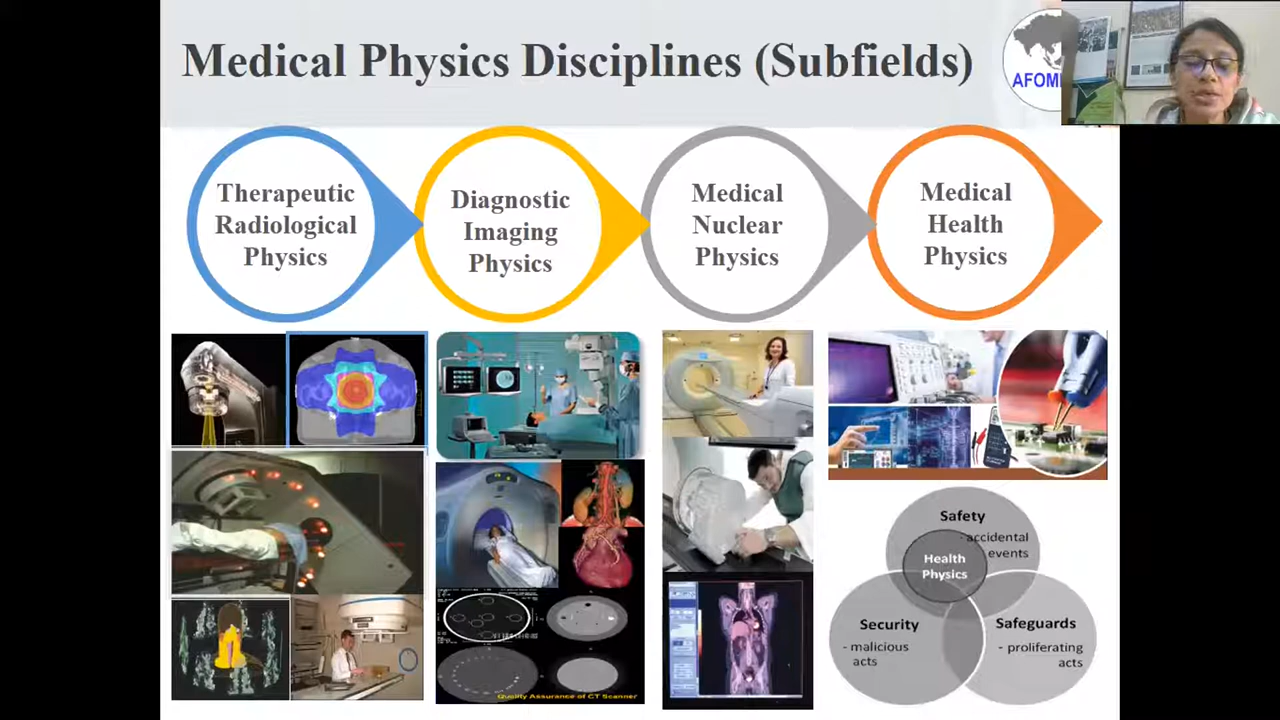 Medical Physics Disciplines (Subfields)
Therapeutic
Radiological
Physics
Diagnostic
Imaging
Physics
Medical
Nuclear
Physics
Medical
Health
Physics
Quality Assurance of CT Scanner
Safety
- accidental
events
Health
Physics
Security
- malicious
acts
Safeguards
- proliferating
acts